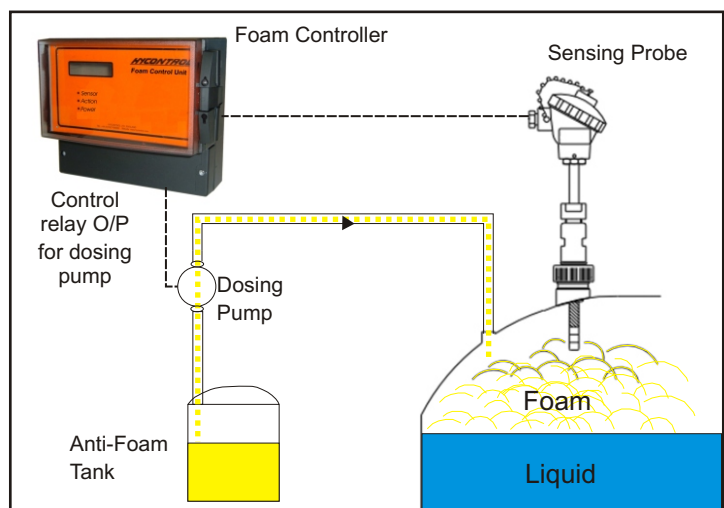 Foam Controller
HYCONTROL
Foam Control Unit
Sensor
Action
Power
Sensing Probe
Control
relay O/P
for dosing
pump
Dosing
Pump
Anti-Foam
Tank
Foam
Liquid